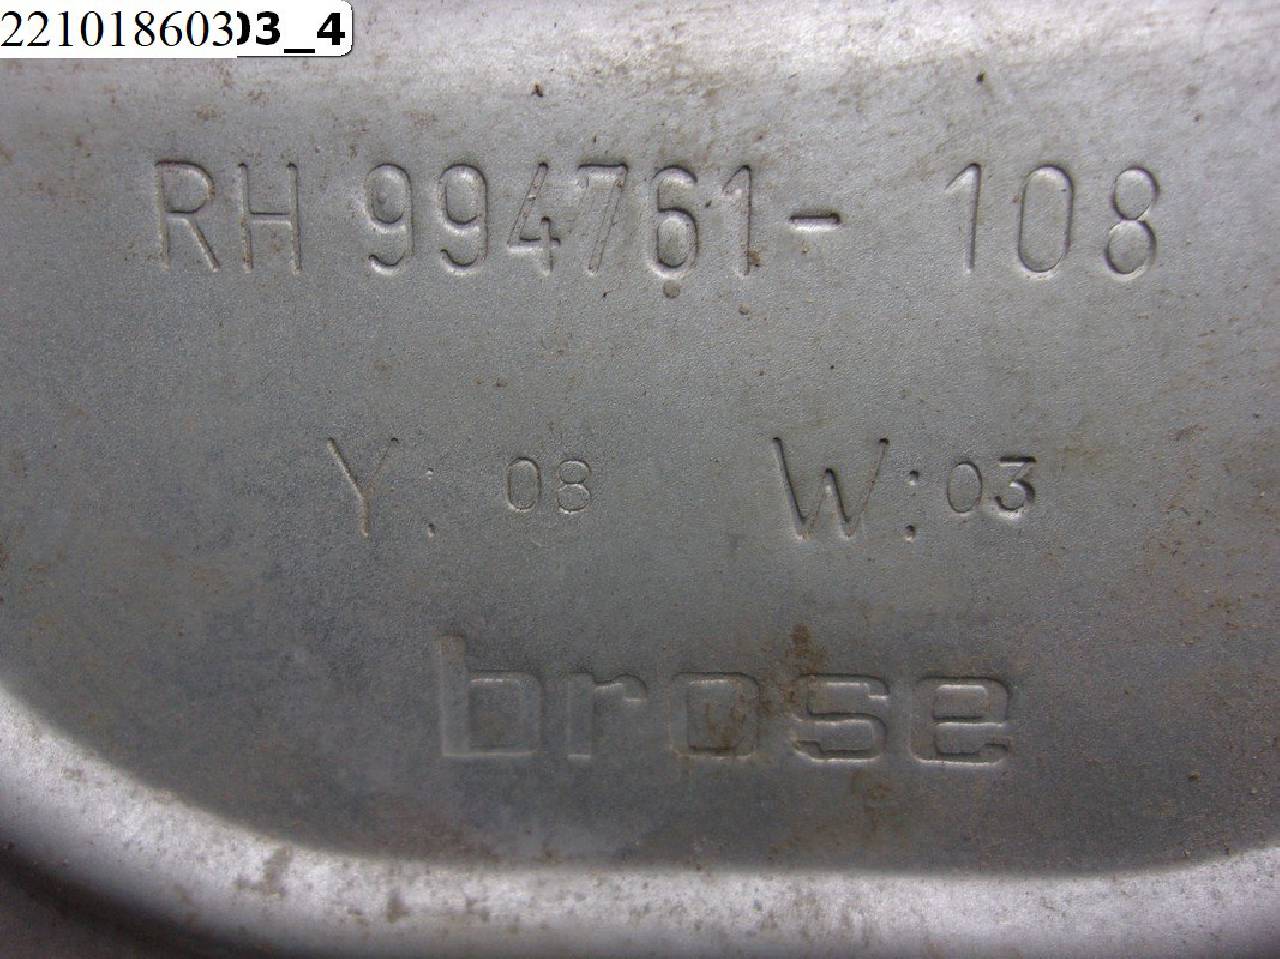 22101860303_4
RH 994761- 108
Y: 08 W:03
brose